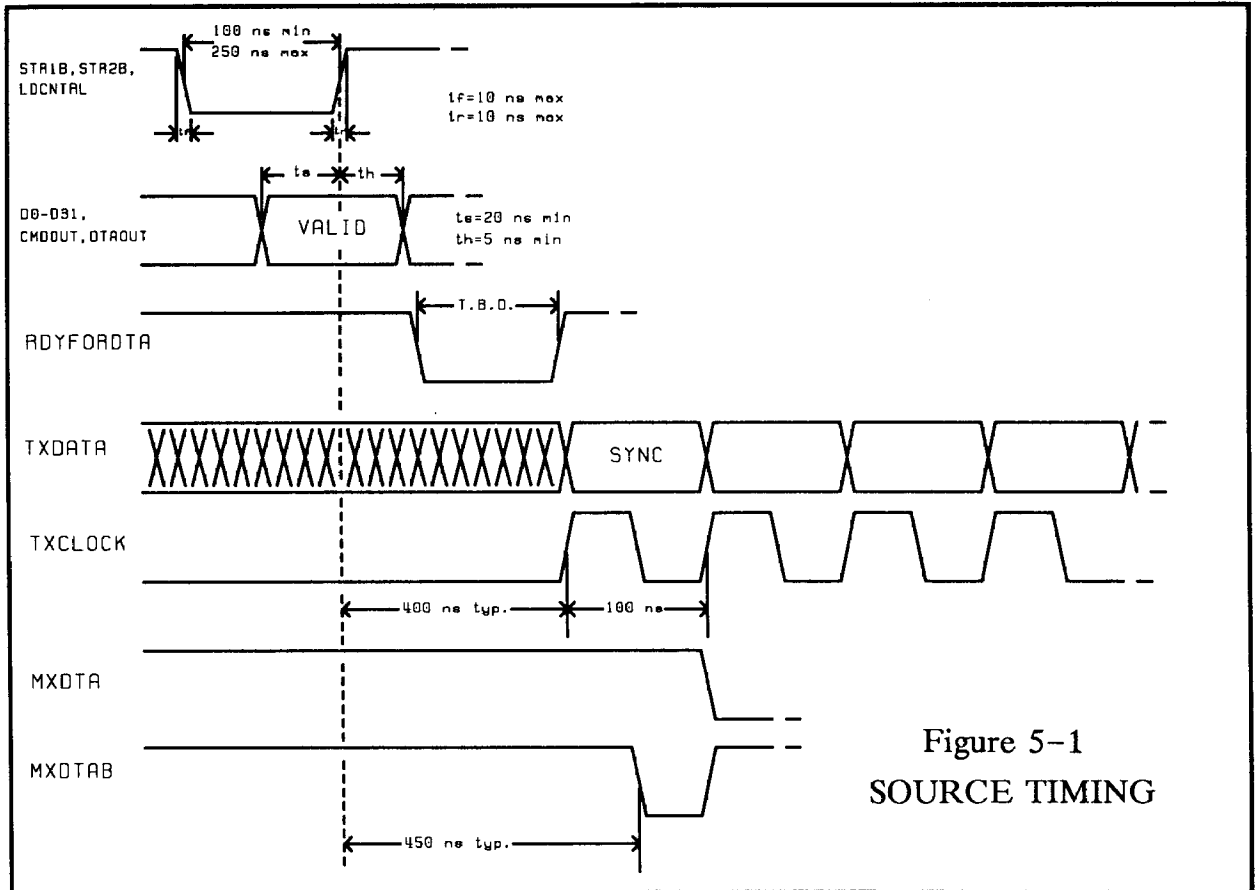 100 ns min
250 ns max
STR1B, STR2B,
LDCNTRL
tf=10 ns max
tr=10 ns max
tf
tr
ts
th
D0-D31,
CMDOUT, DTAOUT
VALID
ts=20 ns min
th=5 ns min
T.B.D.
RDYFORDTA
TXDATA
SYNC
TXCLOCK
400 ns typ.
100 ns
MXDTA
MXDTAB
450 ns typ.
Figure 5-1
SOURCE TIMING